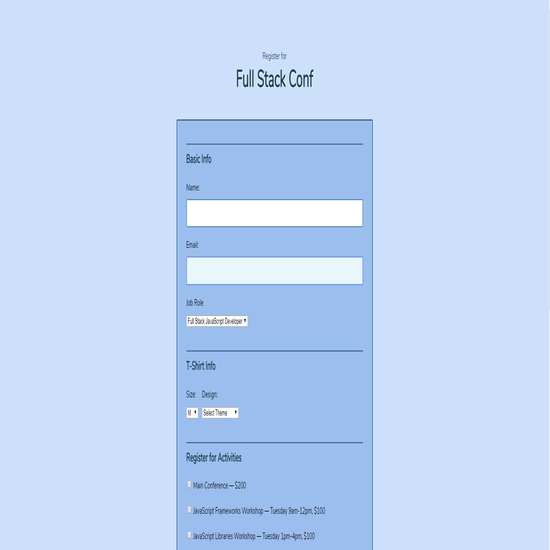 Register for
Full Stack Conf
Basic Info
Name:
Email:
Job Role
Full Stack JavaScript Developer
T-Shirt Info
Size: Design:
M Select Theme
Register for Activities
Main Conference — $200
JavaScript Frameworks Workshop — Tuesday 9am-12pm, $100
JavaScript Libraries Workshop — Tuesday 1pm-4pm, $100